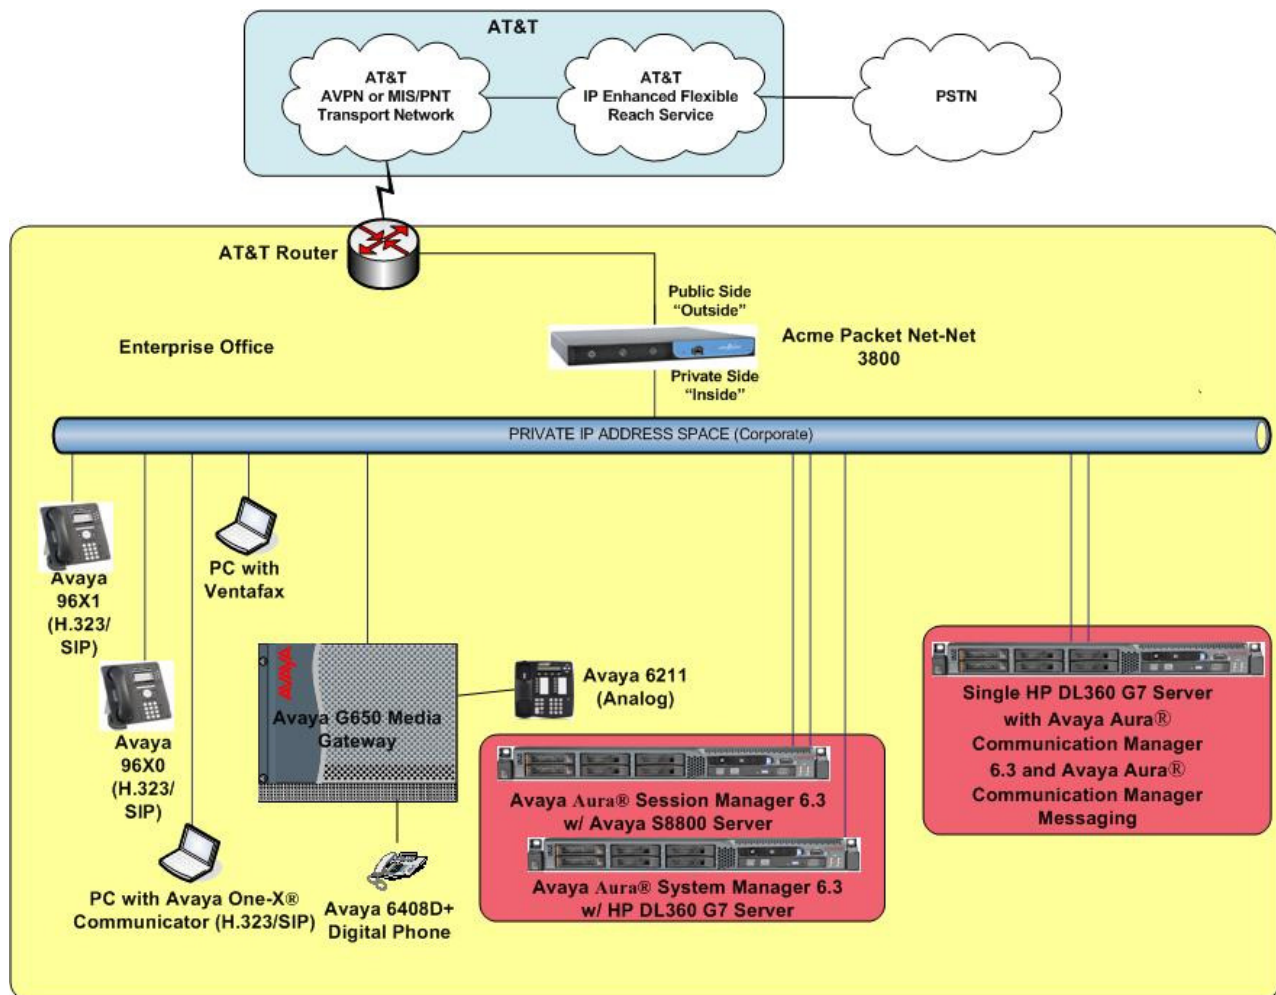 AT&T
AT&T
AVPN or MIS/PNT
Transport Network
AT&T
IP Enhanced Flexible
Reach Service
PSTN
AT&T Router
Public Side
“Outside”
Enterprise Office
Acme Packet Net-Net
3800
Private Side
“Inside”
PRIVATE IP ADDRESS SPACE (Corporate)
Avaya
96X1
(H.323/
SIP)
PC with
Ventafax
Avaya
96X0
(H.323/
SIP)
AVAYA
Avaya G650 Media
Gateway
Avaya 6211
(Analog)
PC with Avaya One-X®
Communicator (H.323/SIP)
Avaya 6408D+
Digital Phone
Avaya Aura® Session Manager 6.3
w/ Avaya S8800 Server
Avaya Aura® System Manager 6.3
w/ HP DL360 G7 Server
Single HP DL360 G7 Server
with Avaya Aura®
Communication Manager
6.3 and Avaya Aura®
Communication Manager
Messaging